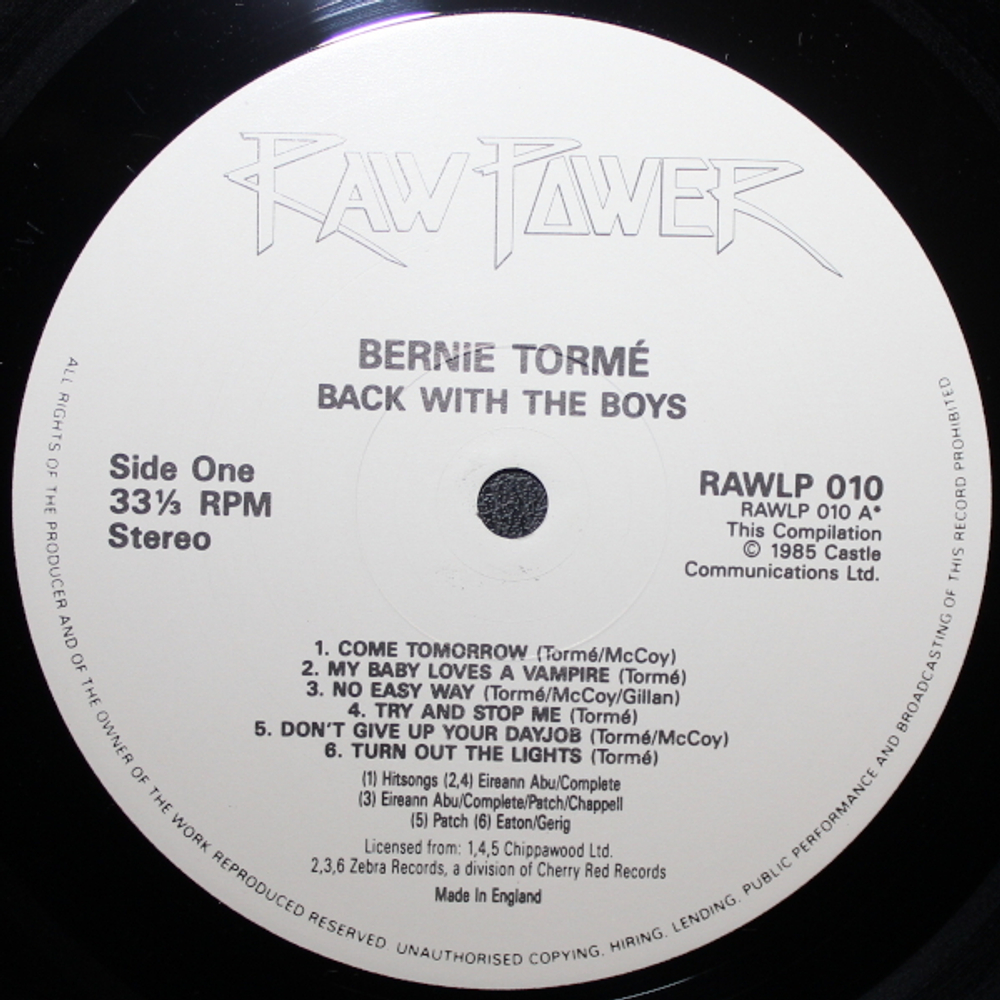 RAW POWER
BERNIE TORMÉ
BACK WITH THE BOYS
Side One
33⅓ RPM
Stereo
RAWLP 010
RAWLP 010 A*
This Compilation
© 1985 Castle
Communications Ltd.
1. COME TOMORROW (Tormé/McCoy)
2. MY BABY LOVES A VAMPIRE (Tormé)
3. NO EASY WAY (Tormé/McCoy/Gillan)
4. TRY AND STOP ME (Tormé)
5. DON'T GIVE UP YOUR DAYJOB (Tormé/McCoy)
6. TURN OUT THE LIGHTS (Tormé)
(1) Hitsongs (2,4) Eireann Abu/Complete
(3) Eireann Abu/Complete/Patch/Chappell
(5) Patch (6) Eaton/Gerig
Licensed from: 1,4,5 Chippawood Ltd.
2,3,6 Zebra Records, a division of Cherry Red Records
Made In England
ALL RIGHTS OF THE PRODUCER AND OF THE OWNER OF THE WORK REPRODUCED RESERVED. UNAUTHORISED COPYING, HIRING, LENDING, PUBLIC PERFORMANCE AND BROADCASTING OF THIS RECORD PROHIBITED